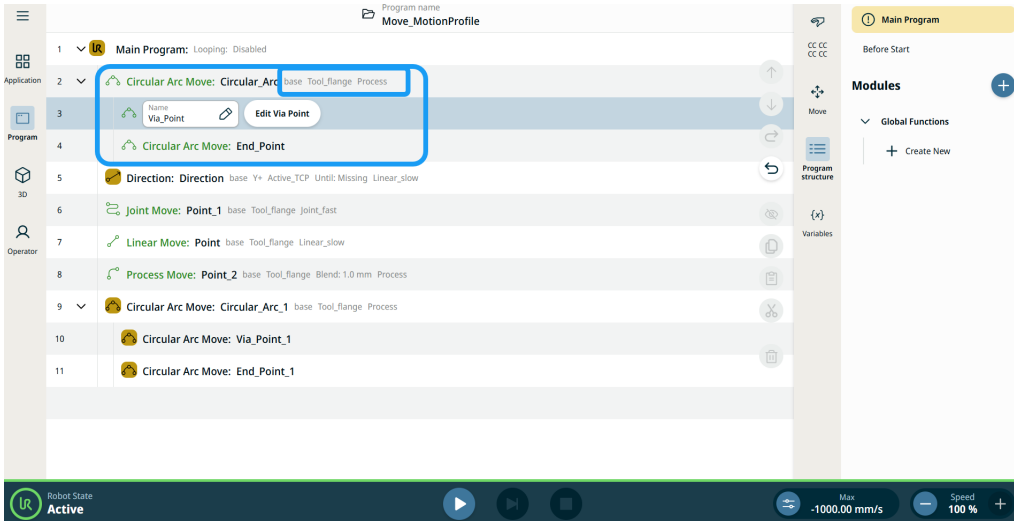 Program name
Move_MotionProfile
Main Program
1 Main Program: Looping: Disabled
CC CC
CC CC
Before Start
Application
2 Circular Arc Move: Circular_Arc base Tool_flange Process
Modules
3 Name
Via_Point
Edit Via Point
Move
Program
Global Functions
4 Circular Arc Move: End_Point
Create New
5 Direction: Direction base Y+ Active_TCP Until: Missing Linear_slow
Program
structure
3D
6 Joint Move: Point_1 base Tool_flange Joint_fast
{x}
Variables
Operator
7 Linear Move: Point base Tool_flange Linear_slow
8 Process Move: Point_2 base Tool_flange Blend: 1.0 mm Process
9 Circular Arc Move: Circular_Arc_1 base Tool_flange Process
10 Circular Arc Move: Via_Point_1
11 Circular Arc Move: End_Point_1
UR
Robot State
Active
Max
-1000.00 mm/s
Speed
100 %